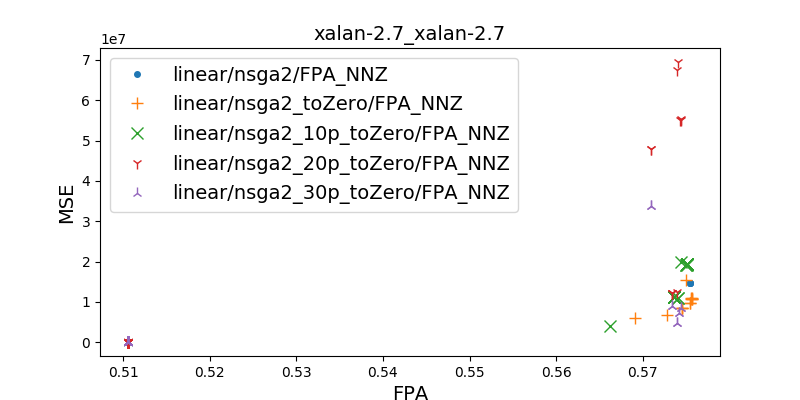 xalan-2.7_xalan-2.7
1e7
7
6
5
4
3
2
1
0
MSE
linear/nsga2/FPA_NNZ
linear/nsga2_toZero/FPA_NNZ
linear/nsga2_10p_toZero/FPA_NNZ
linear/nsga2_20p_toZero/FPA_NNZ
linear/nsga2_30p_toZero/FPA_NNZ
0.51 0.52 0.53 0.54 0.55 0.56 0.57
FPA